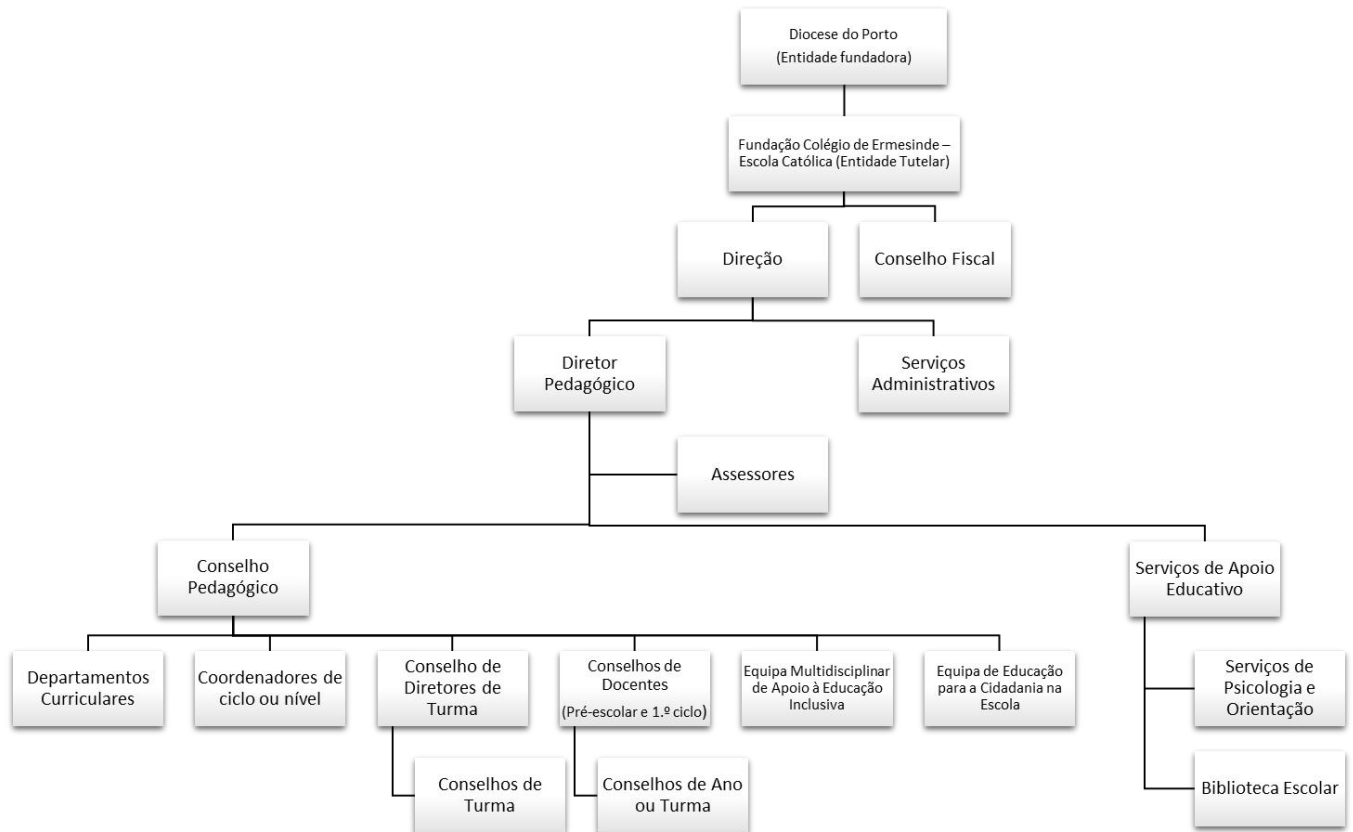 Diocese do Porto
(Entidade fundadora)
Fundação Colégio de Ermesinde –
Escola Católica (Entidade Tutelar)
Direção
Conselho Fiscal
Diretor
Pedagógico
Serviços
Administrativos
Assessores
Conselho
Pedagógico
Serviços de Apoio
Educativo
Departamentos
Curriculares
Coordenadores de
ciclo ou nível
Conselho de
Diretores de
Turma
Conselhos de
Docentes
(Pré-escolar e 1.º ciclo)
Equipa Multidisciplinar
de Apoio à Educação
Inclusiva
Equipa de Educação
para a Cidadania na
Escola
Serviços de
Psicologia e
Orientação
Conselhos de
Turma
Conselhos de Ano
ou Turma
Biblioteca Escolar